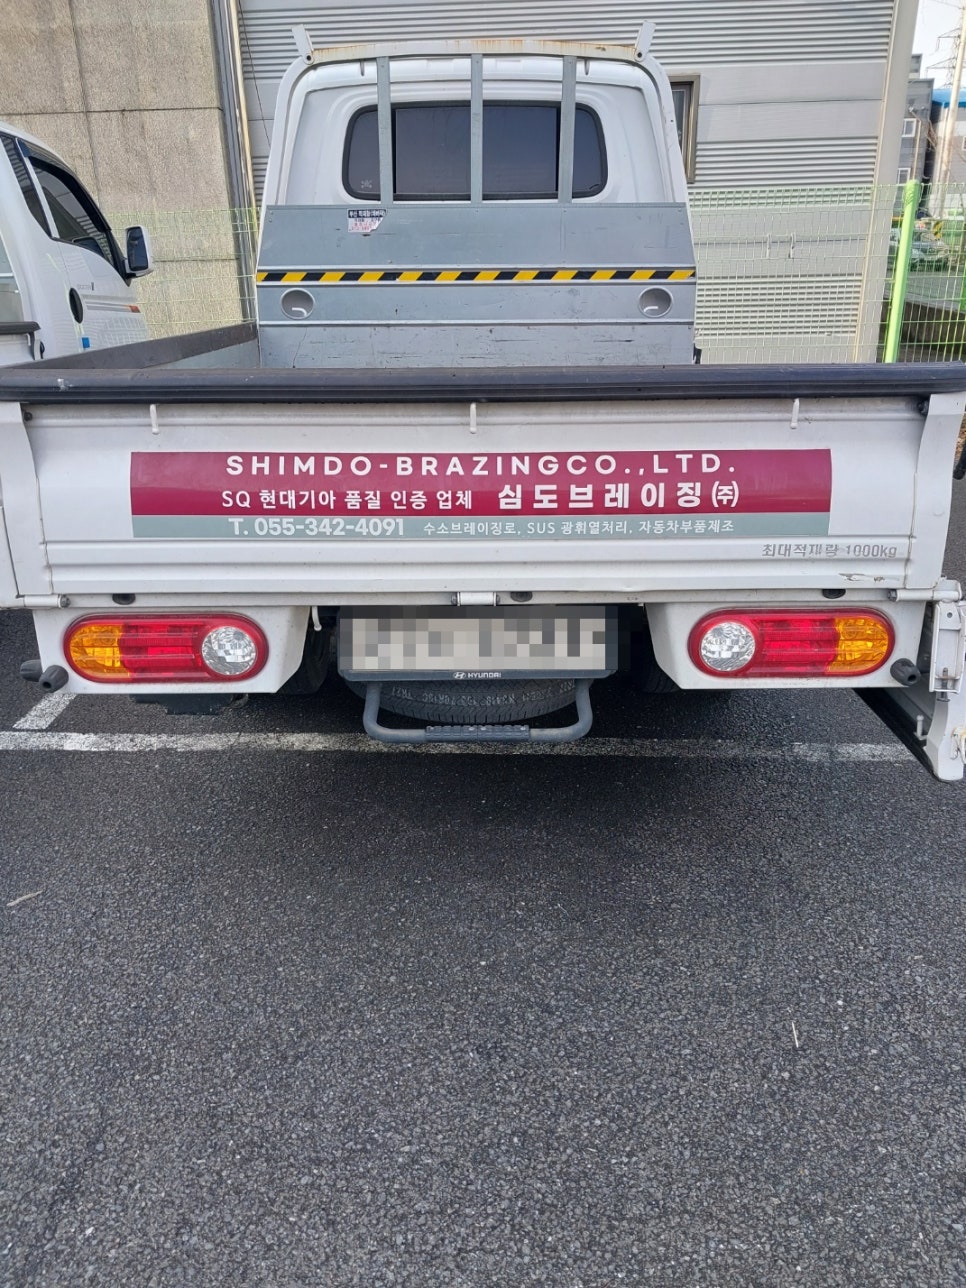 SHIMDO-BRAZINGCO.,LTD.
SQ 현대기아 품질 인증 업체 심도브레이징㈜
T. 055-342-4091 수소브레이징로, SUS 광휘열처리, 자동차부품제조
최대적재량 1000kg
HYUNDAI